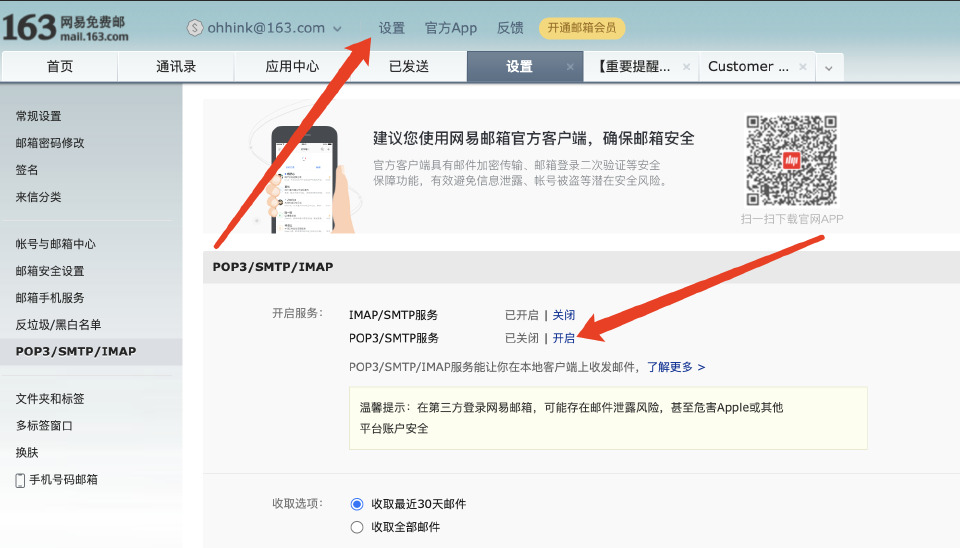 163 网易免费邮
mail.163.com
ohhink@163.com 设置 官方App 反馈 开通邮箱会员
首页 通讯录 应用中心 已发送 设置 × 【重要提醒... × Customer ... ×
常规设置
邮箱密码修改
签名
来信分类
帐号与邮箱中心
邮箱安全设置
邮箱手机服务
反垃圾/黑白名单
POP3/SMTP/IMAP
文件夹和标签
多标签窗口
换肤
手机号码邮箱
建议您使用网易邮箱官方客户端，确保邮箱安全
官方客户端具有邮件加密传输、邮箱登录二次验证等安全
保障功能，有效避免信息泄露、帐号被盗等潜在安全风险。
扫一扫下载官网APP
POP3/SMTP/IMAP
开启服务： IMAP/SMTP服务 已开启 | 关闭
POP3/SMTP服务 已关闭 | 开启
POP3/SMTP/IMAP服务能让你在本地客户端上收发邮件，了解更多 >
温馨提示：在第三方登录网易邮箱，可能存在邮件泄露风险，甚至危害Apple或其他
平台账户安全
收取选项： 收取最近30天邮件
收取全部邮件